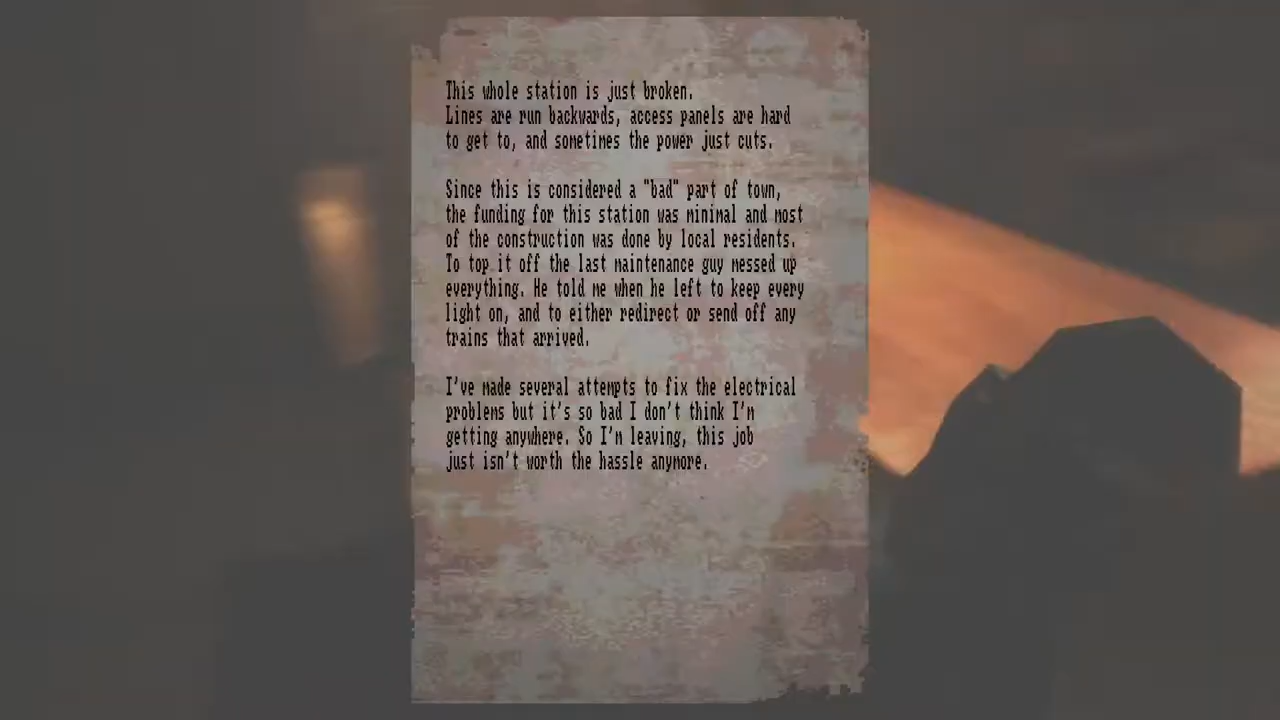 This whole station is just broken.
Lines are run backwards, access panels are hard
to get to, and sometimes the power just cuts.
Since this is considered a "bad" part of town,
the funding for this station was minimal and most
of the construction was done by local residents.
To top it off the last maintenance guy messed up
everything. He told me when he left to keep every
light on, and to either redirect or send off any
trains that arrived.
I've made several attempts to fix the electrical
problems but it's so bad I don't think I'm
getting anywhere. So I'm leaving, this job
just isn't worth the hassle anymore.